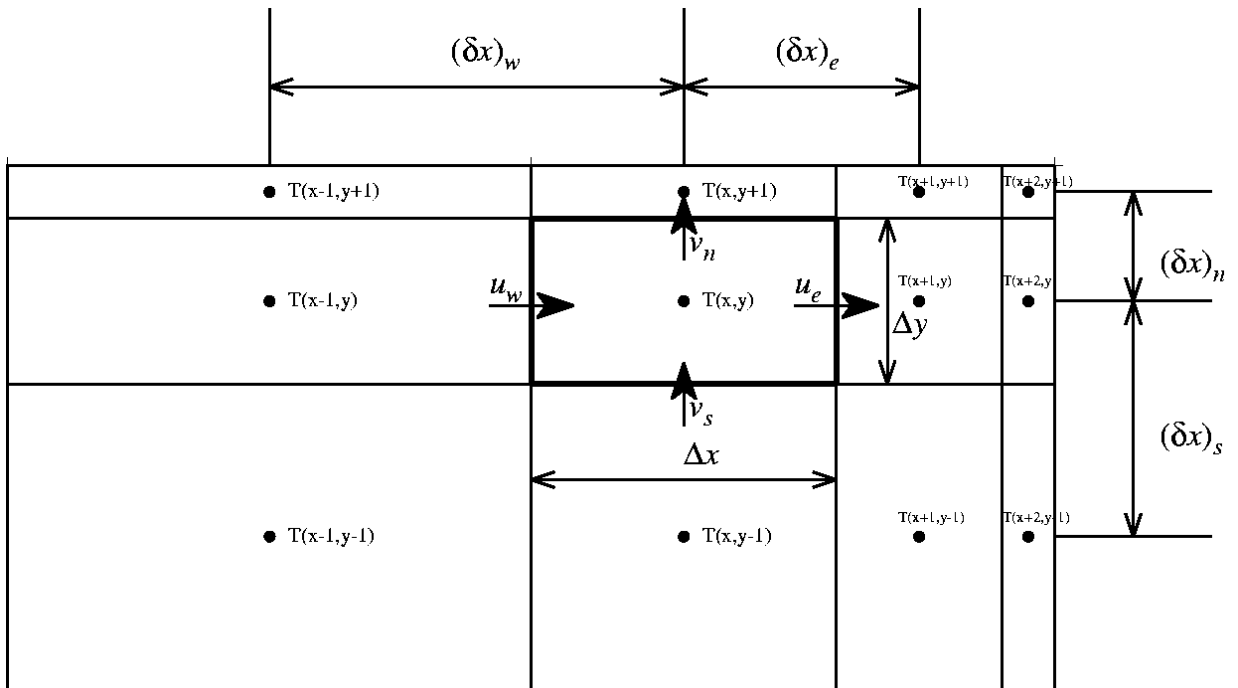 (δx)w (δx)e
T(x-1,y+1) T(x,y+1) T(x+1,y+1) T(x+2,y+1)
vn (δx)n
T(x-1,y) uw T(x,y) ue T(x+1,y) T(x+2,y
Δy
vs (δx)s
Δx
T(x-1,y-1) T(x,y-1) T(x+1,y-1) T(x+2,y-1)